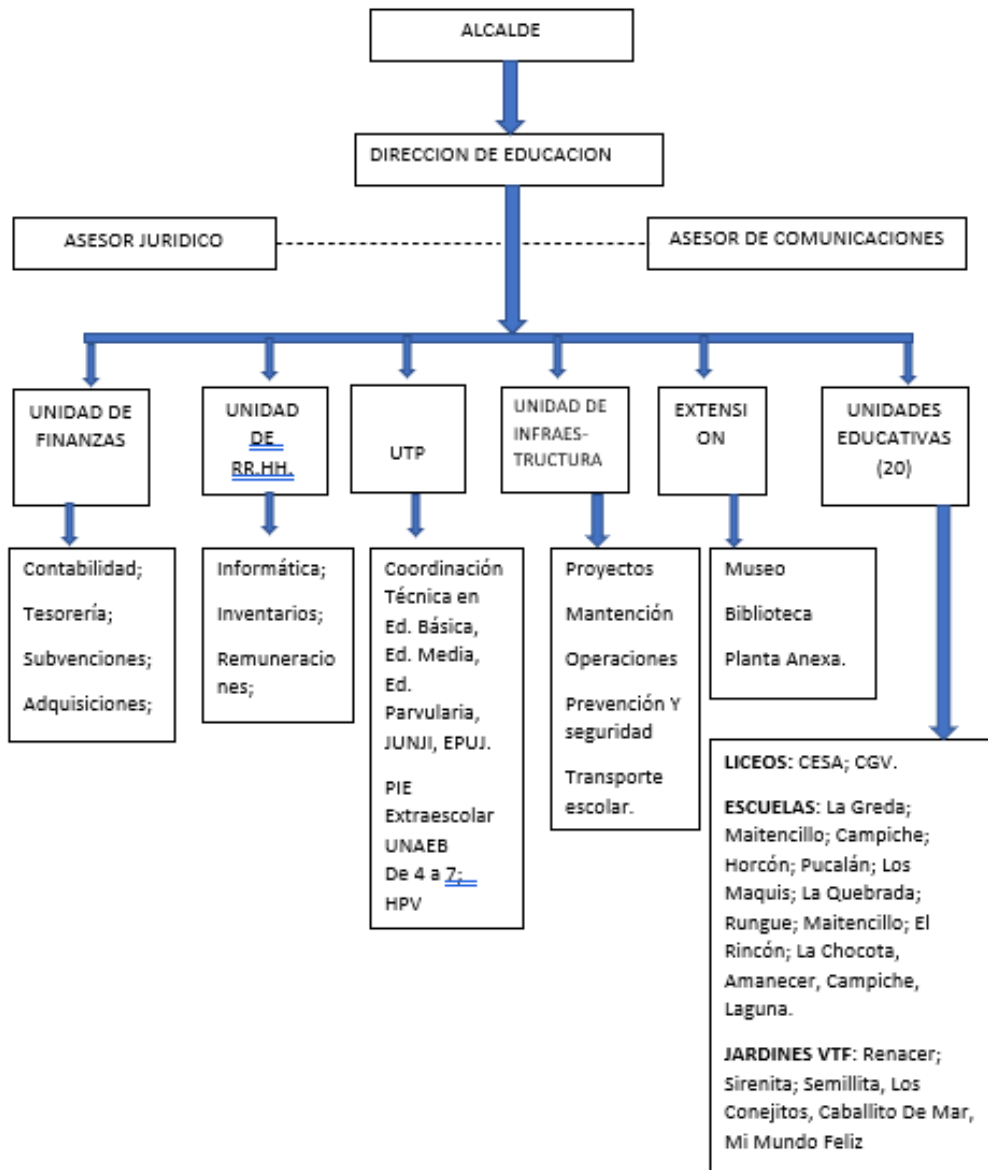 ALCALDE
DIRECCION DE EDUCACION
ASESOR JURIDICO
ASESOR DE COMUNICACIONES
UNIDAD DE
FINANZAS
UNIDAD
DE
RR.HH.
UTP
UNIDAD DE
INFRAES-
TRUCTURA
EXTENSI
ON
UNIDADES
EDUCATIVAS
(20)
Contabilidad;
Tesorería;
Subvenciones;
Adquisiciones;
Informática;
Inventarios;
Remuneracio
nes;
Coordinación
Técnica en
Ed. Básica,
Ed. Media,
Ed.
Parvularia,
JUNJI, EPUJ.
PIE
Extraescolar
UNAEB
De 4 a 7;
HPV
Proyectos
Mantención
Operaciones
Prevención Y
seguridad
Transporte
escolar.
Museo
Biblioteca
Planta Anexa.
LICEOS: CESA; CGV.
ESCUELAS: La Greda;
Maitencillo; Campiche;
Horcón; Pucalán; Los
Maquis; La Quebrada;
Rungue; Maitencillo; El
Rincón; La Chocota,
Amanecer, Campiche,
Laguna.
JARDINES VTF: Renacer;
Sirenita; Semillita, Los
Conejitos, Caballito De Mar,
Mi Mundo Feliz